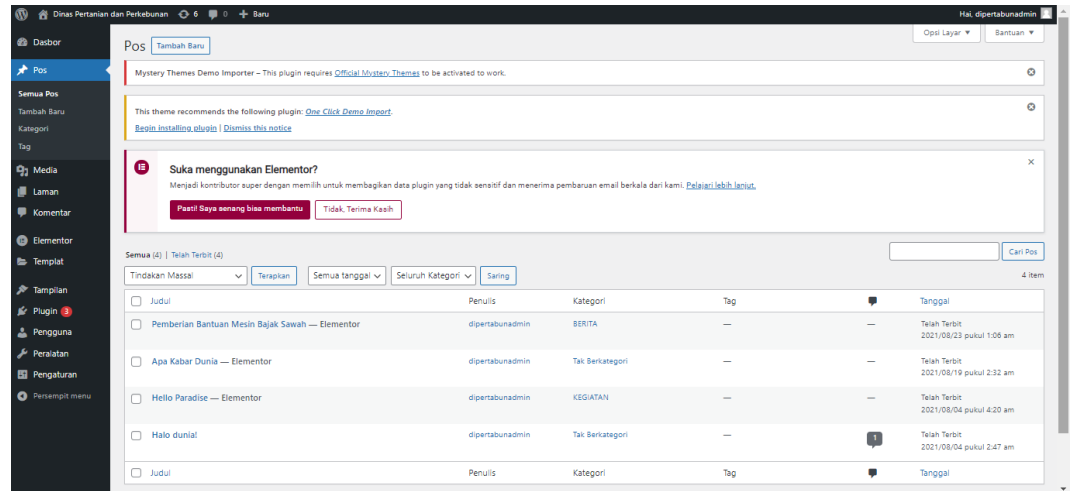 Dinas Pertanian dan Perkebunan 6 0 + Baru Hai, dipertabunadmin
Opsi Layar ▼ Bantuan ▼
Dasbor
Pos
Semua Pos
Tambah Baru
Kategori
Tag
Media
Laman
Komentar
Elementor
Templat
Tampilan
Plugin 3
Pengguna
Peralatan
Pengaturan
Persempit menu
Pos Tambah Baru
Mystery Themes Demo Importer – This plugin requires Official Mystery Themes to be activated to work.
This theme recommends the following plugin: One Click Demo Import.
Begin installing plugin | Dismiss this notice
Suka menggunakan Elementor?
Menjadi kontributor super dengan memilih untuk membagikan data plugin yang tidak sensitif dan menerima pembaruan email berkala dari kami. Pelajari lebih lanjut.
Pasti! Saya senang bisa membantu Tidak, Terima Kasih
Semua (4) | Telah Terbit (4) Cari Pos
Tindakan Massal Terapkan Semua tanggal Seluruh Kategori Saring 4 item
Judul Penulis Kategori Tag Tanggal
Pemberian Bantuan Mesin Bajak Sawah — Elementor dipertabunadmin BERITA — — Telah Terbit
2021/08/23 pukul 1:06 am
Apa Kabar Dunia — Elementor dipertabunadmin Tak Berkategori — — Telah Terbit
2021/08/19 pukul 2:32 am
Hello Paradise — Elementor dipertabunadmin KEGIATAN — — Telah Terbit
2021/08/04 pukul 4:20 am
Halo dunia! dipertabunadmin Tak Berkategori — 1 Telah Terbit
2021/08/04 pukul 2:47 am
Judul Penulis Kategori Tag Tanggal